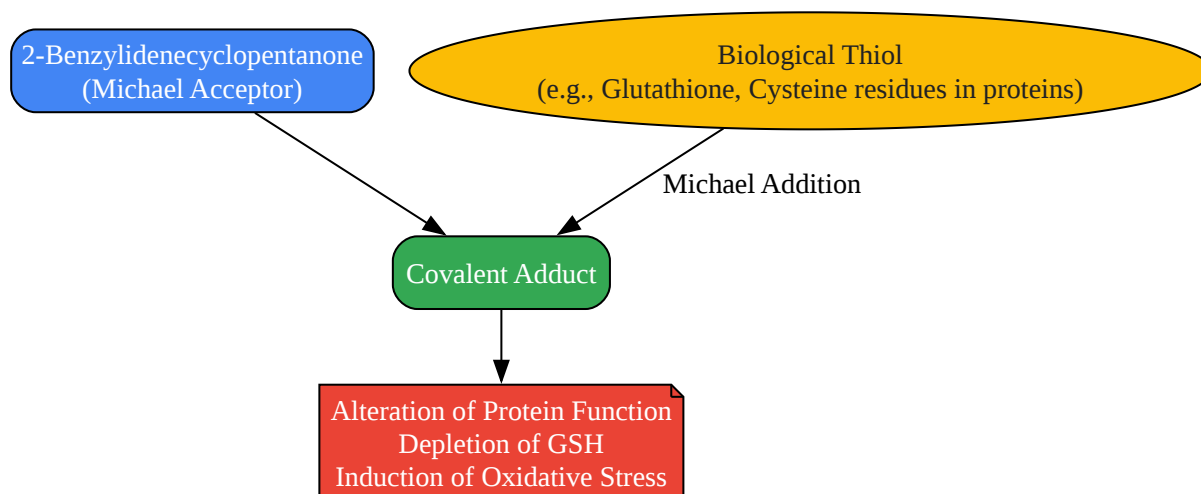 2-Benzylidenecyclopentanone
(Michael Acceptor)
Biological Thiol
(e.g., Glutathione, Cysteine residues in proteins)
Michael Addition
Covalent Adduct
Alteration of Protein Function
Depletion of GSH
Induction of Oxidative Stress